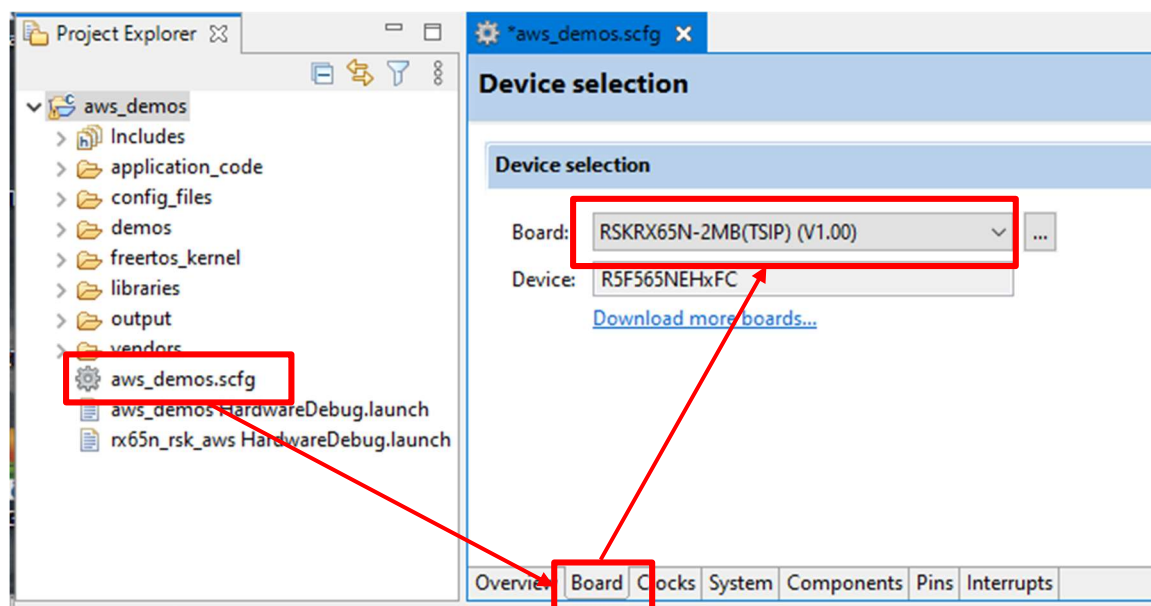 Project Explorer
aws_demos
Includes
application_code
config_files
demos
freertos_kernel
libraries
output
vendors
aws_demos.scfg
aws_demos HardwareDebug.launch
rx65n_rsk_aws HardwareDebug.launch
*aws_demos.scfg
Device selection
Device selection
Board: RSKRX65N-2MB(TSIP) (V1.00) ...
Device: R5F565NEHxFC
Download more boards...
Overview Board Clocks System Components Pins Interrupts